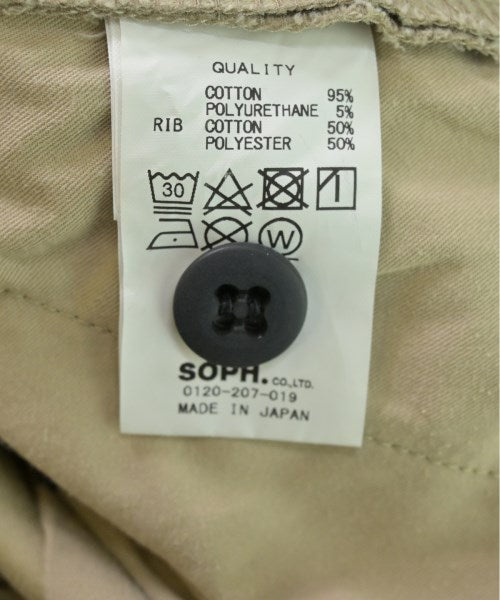 QUALITY
COTTON 95%
POLYURETHANE 5%
RIB COTTON 50%
POLYESTER 50%
30
W
SOPH. CO.,LTD.
0120-207-019
MADE IN JAPAN